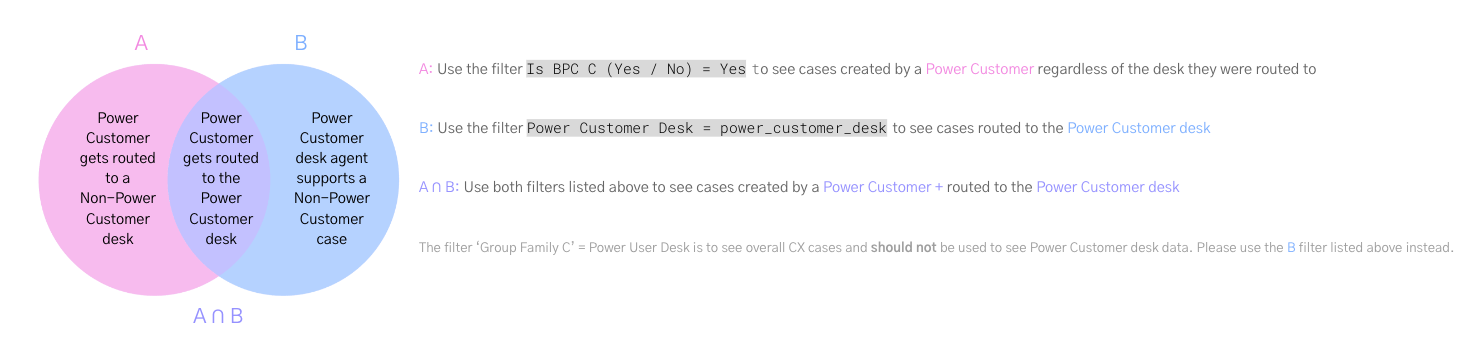 A
B
Power
Customer
gets routed
to a
Non-Power
Customer
desk
Power
Customer
gets routed
to the
Power
Customer
desk
Power
Customer
desk agent
supports a
Non-Power
Customer
case
A ∩ B
A: Use the filter Is BPC C (Yes / No) = Yes to see cases created by a Power Customer regardless of the desk they were routed to
B: Use the filter Power Customer Desk = power_customer_desk to see cases routed to the Power Customer desk
A ∩ B: Use both filters listed above to see cases created by a Power Customer + routed to the Power Customer desk
The filter ‘Group Family C’ = Power User Desk is to see overall CX cases and should not be used to see Power Customer desk data. Please use the B filter listed above instead.